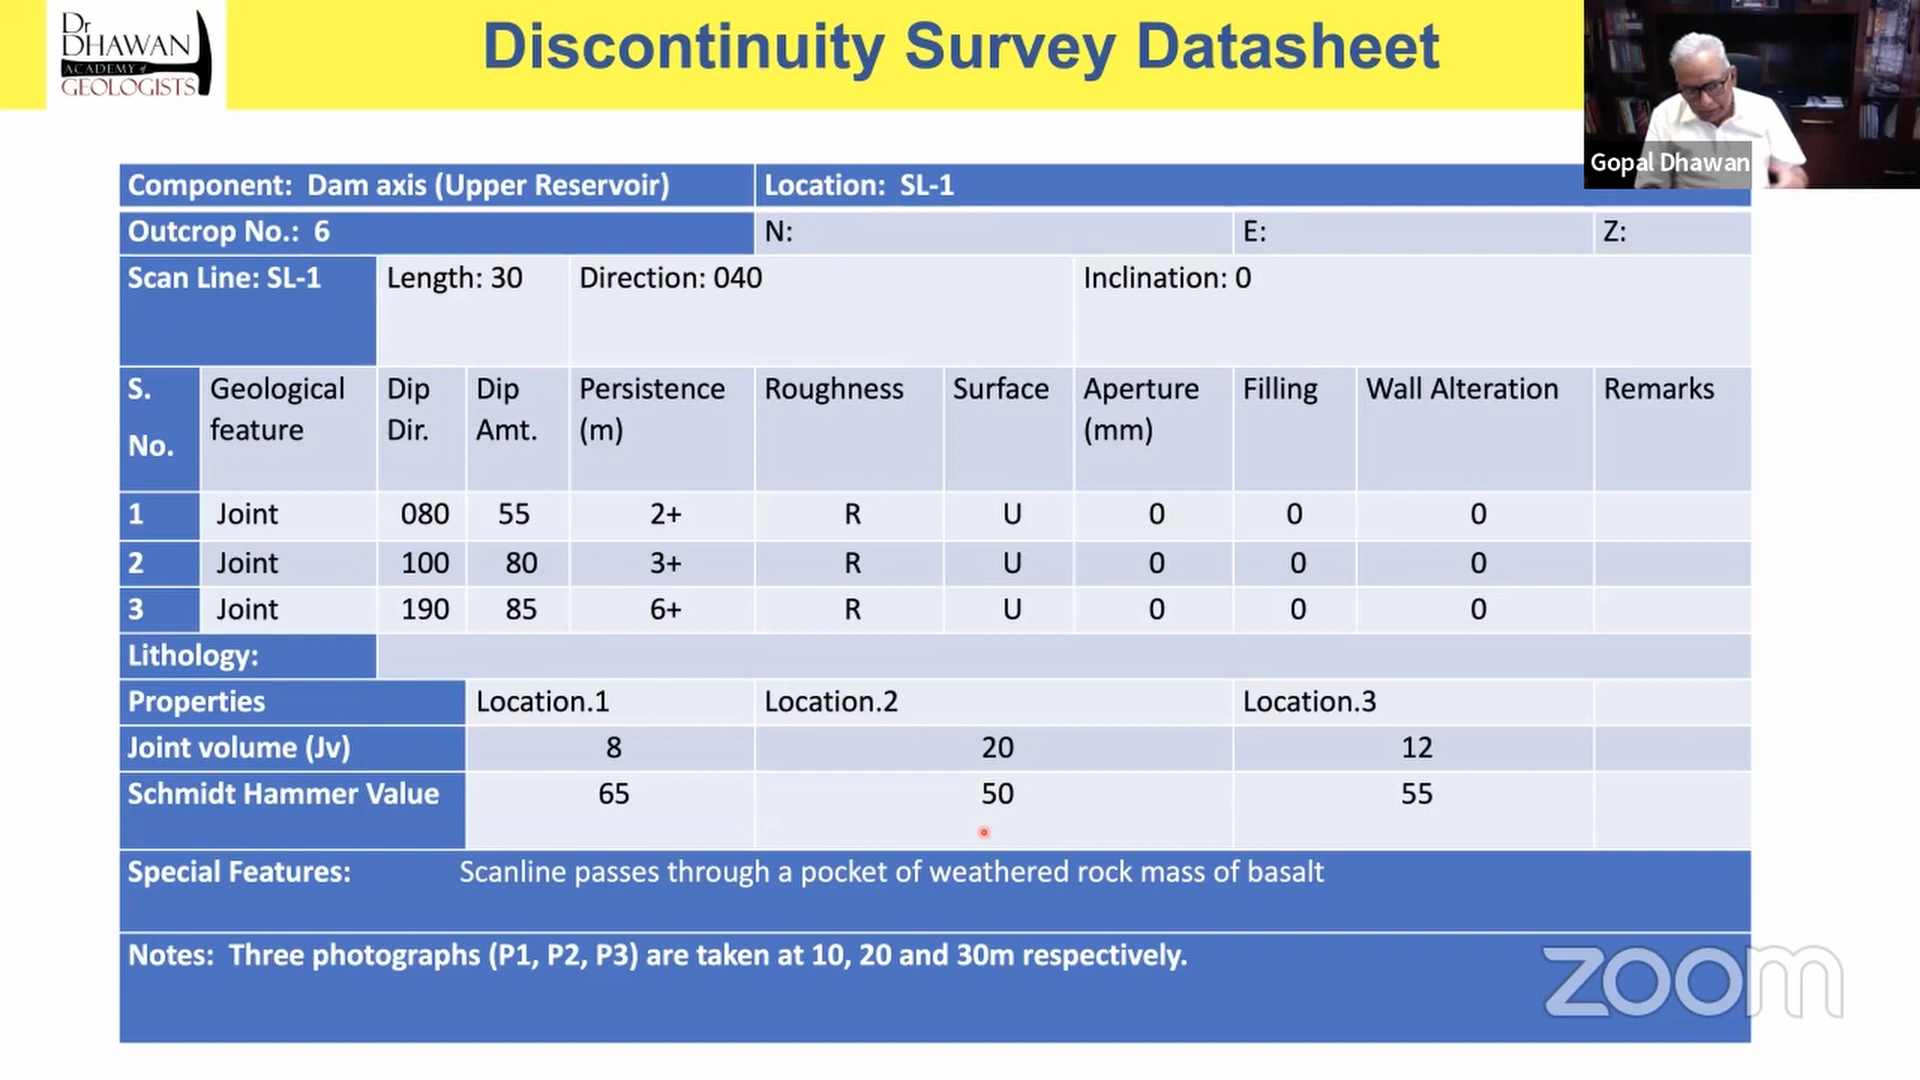 Dr
DHAWAN
ACADEMY of
GEOLOGISTS
Discontinuity Survey Datasheet
Gopal Dhawan
Component: Dam axis (Upper Reservoir) Location: SL-1
Outcrop No.: 6 N: E: Z:
Scan Line: SL-1 Length: 30 Direction: 040 Inclination: 0
S. No. Geological feature Dip Dir. Dip Amt. Persistence (m) Roughness Surface Aperture (mm) Filling Wall Alteration Remarks
1 Joint 080 55 2+ R U 0 0 0
2 Joint 100 80 3+ R U 0 0 0
3 Joint 190 85 6+ R U 0 0 0
Lithology:
Properties Location.1 Location.2 Location.3
Joint volume (Jv) 8 20 12
Schmidt Hammer Value 65 50 55
Special Features: Scanline passes through a pocket of weathered rock mass of basalt
Notes: Three photographs (P1, P2, P3) are taken at 10, 20 and 30m respectively.
zoom